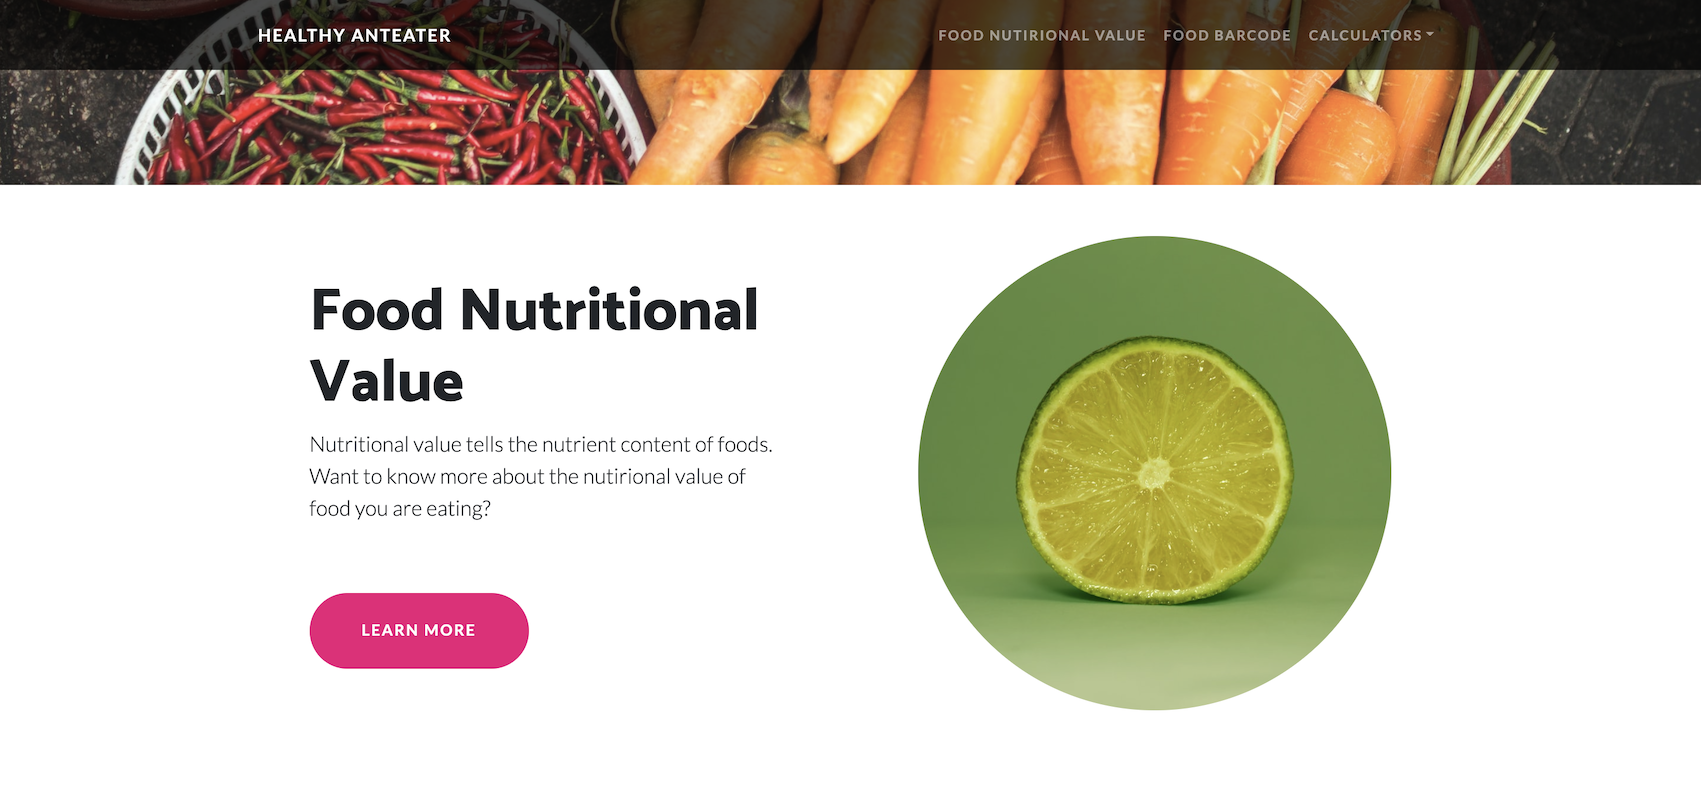 HEALTHY ANTEATER
FOOD NUTIRIONAL VALUE FOOD BARCODE CALCULATORS
Food Nutritional
Value
Nutritional value tells the nutrient content of foods.
Want to know more about the nutirional value of
food you are eating?
LEARN MORE